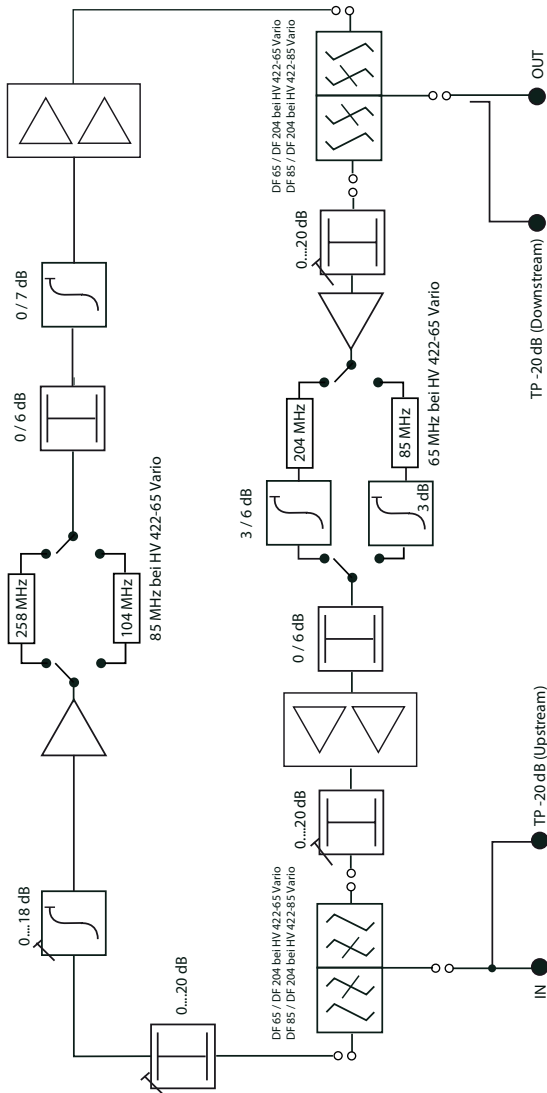 0....18 dB
0....20 dB
258 MHz
104 MHz
85 MHz bei HV 422-65 Vario
0 / 6 dB
0 / 7 dB
DF 65 / DF 204 bei HV 422-65 Vario
DF 85 / DF 204 bei HV 422-85 Vario
0....20 dB
0 / 6 dB
3 / 6 dB
204 MHz
3 dB
85 MHz
65 MHz bei HV 422-65 Vario
0....20 dB
DF 65 / DF 204 bei HV 422-65 Vario
DF 85 / DF 204 bei HV 422-85 Vario
IN
TP -20 dB (Upstream)
TP -20 dB (Downstream)
OUT